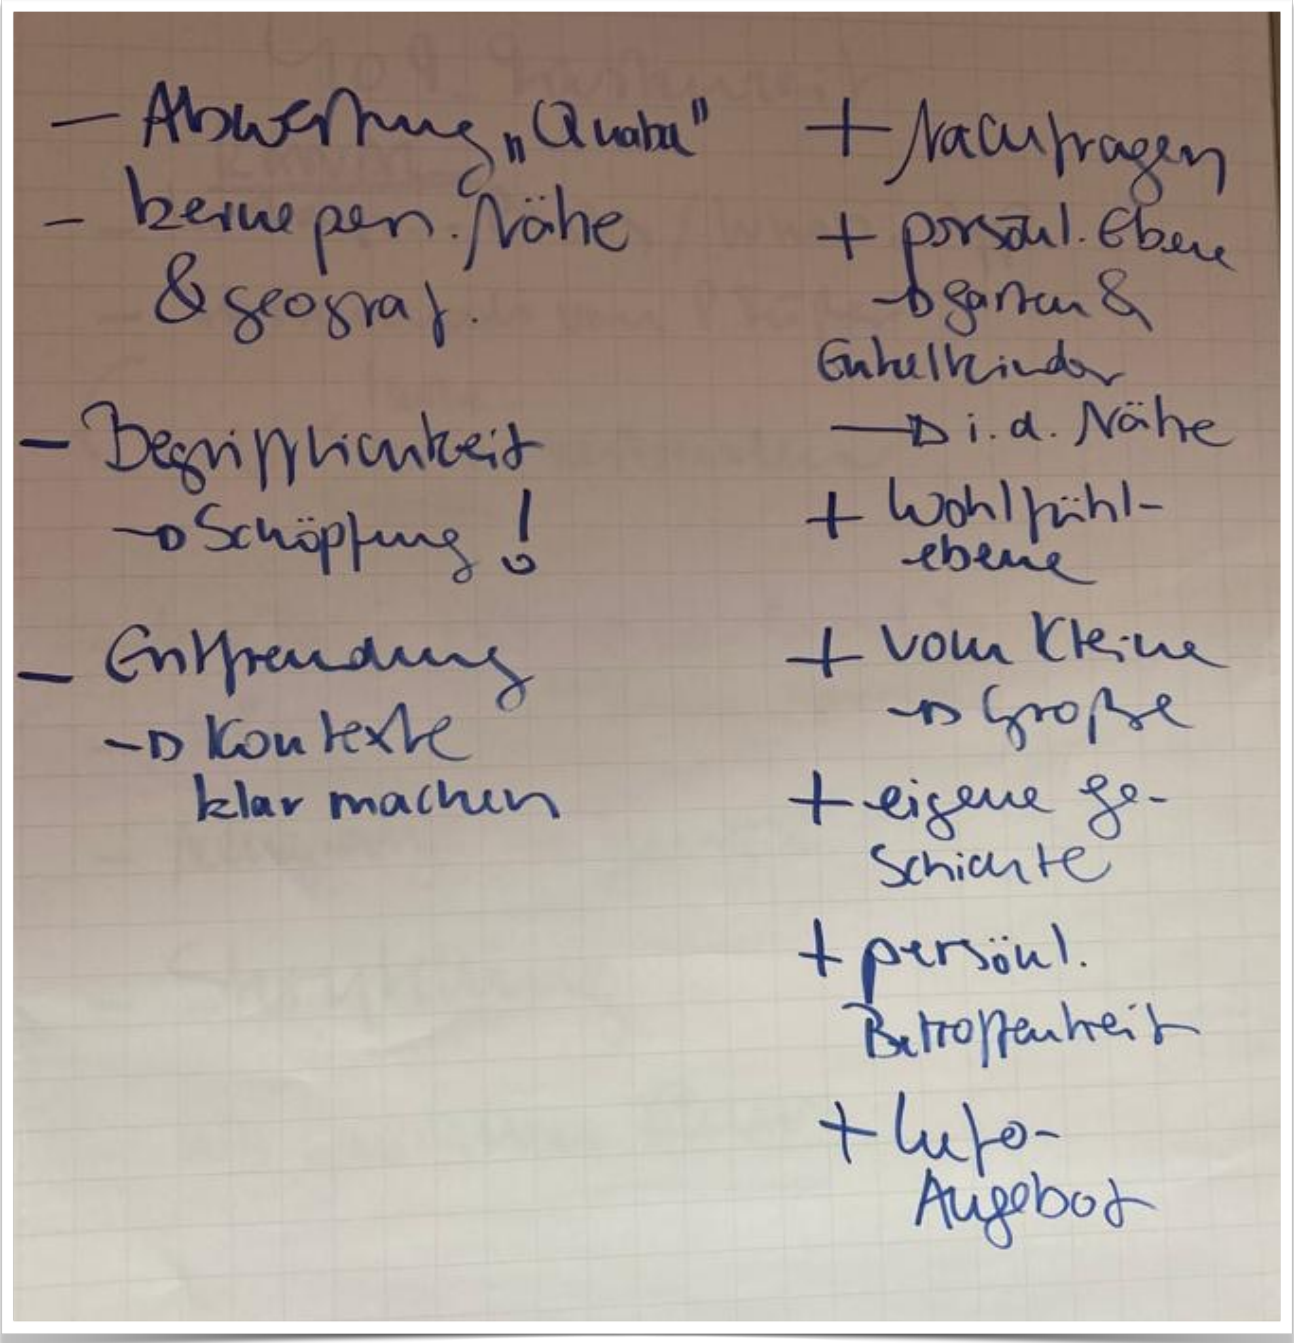 – Abwertung „Quatsch"
– keine pers. Nähe
& geograf.
– Begrifflichkeit
→ Schöpfung !
– Entfremdung
→ Kontexte
klar machen
+ Nachfragen
+ persönl. Ebene
→ Garten &
Enkelkinder
→ i. d. Nähe
+ Wohlfühl-
ebene
+ vom Kleine
→ Große
+ eigene Ge-
schichte
+ persönl.
Betroffenheit
+ Info-
Angebot